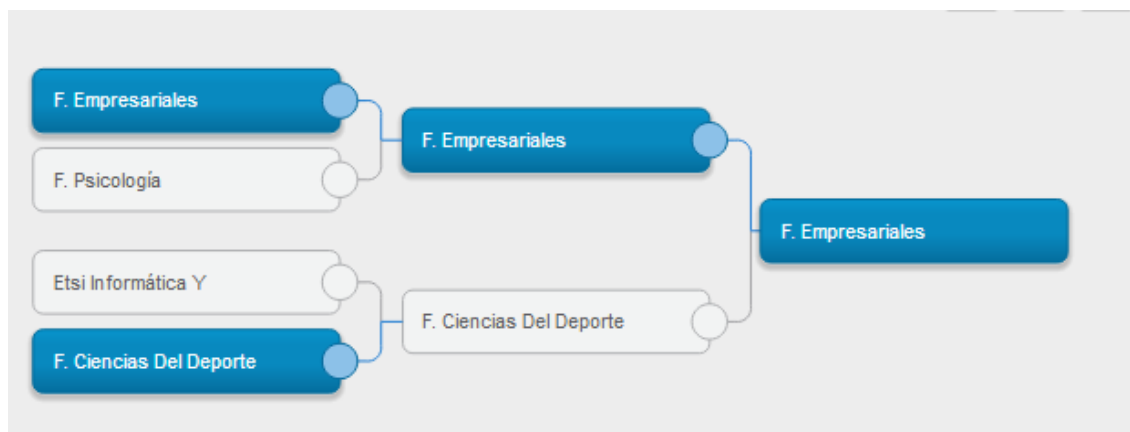 F. Empresariales
F. Psicología
Etsi Informática Y
F. Ciencias Del Deporte
F. Empresariales
F. Ciencias Del Deporte
F. Empresariales